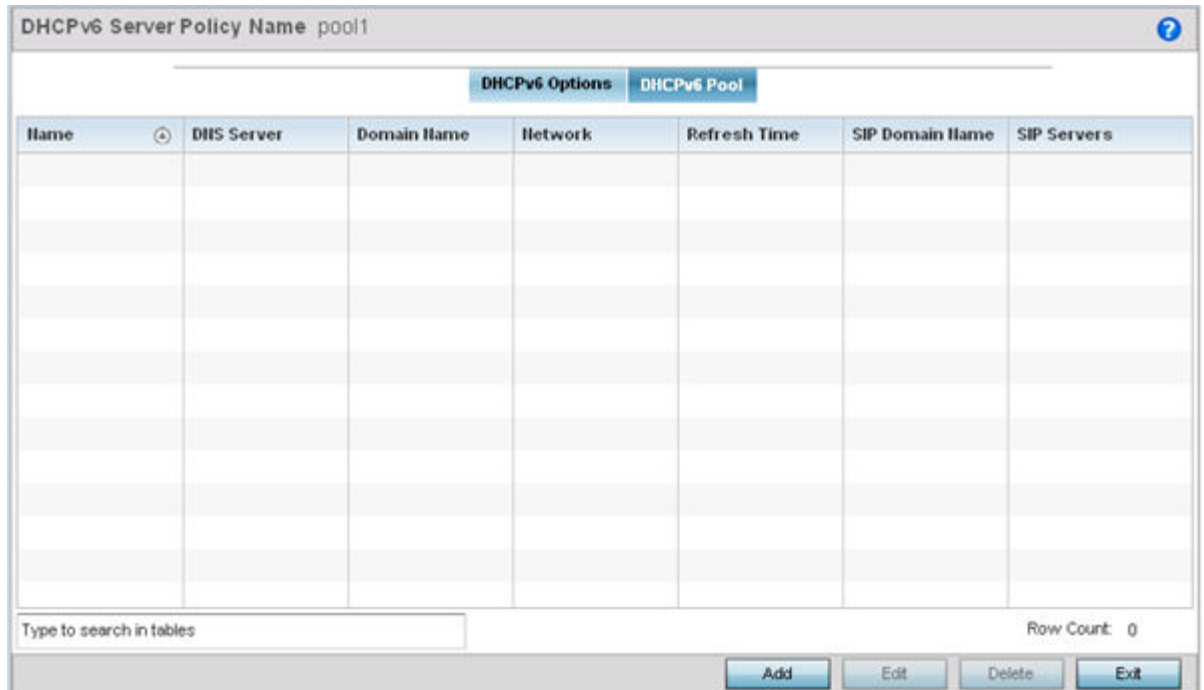 DHCPv6 Server Policy Name pool1
DHCPv6 Options DHCPv6 Pool
Name DNS Server Domain Name Network Refresh Time SIP Domain Name SIP Servers
Type to search in tables Row Count: 0
Add Edit Delete Exit